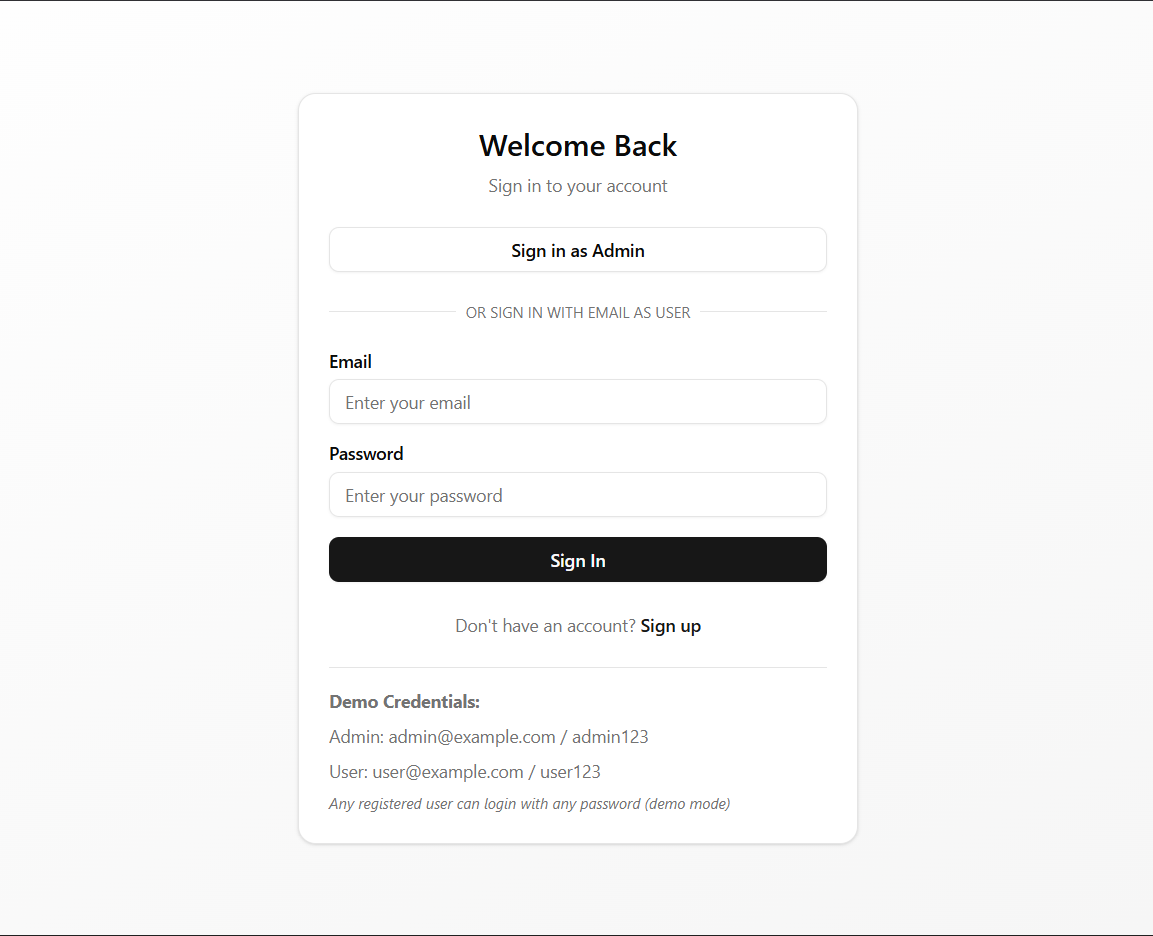 Welcome Back
Sign in to your account
Sign in as Admin
OR SIGN IN WITH EMAIL AS USER
Email
Enter your email
Password
Enter your password
Sign In
Don't have an account? Sign up
Demo Credentials:
Admin: admin@example.com / admin123
User: user@example.com / user123
Any registered user can login with any password (demo mode)